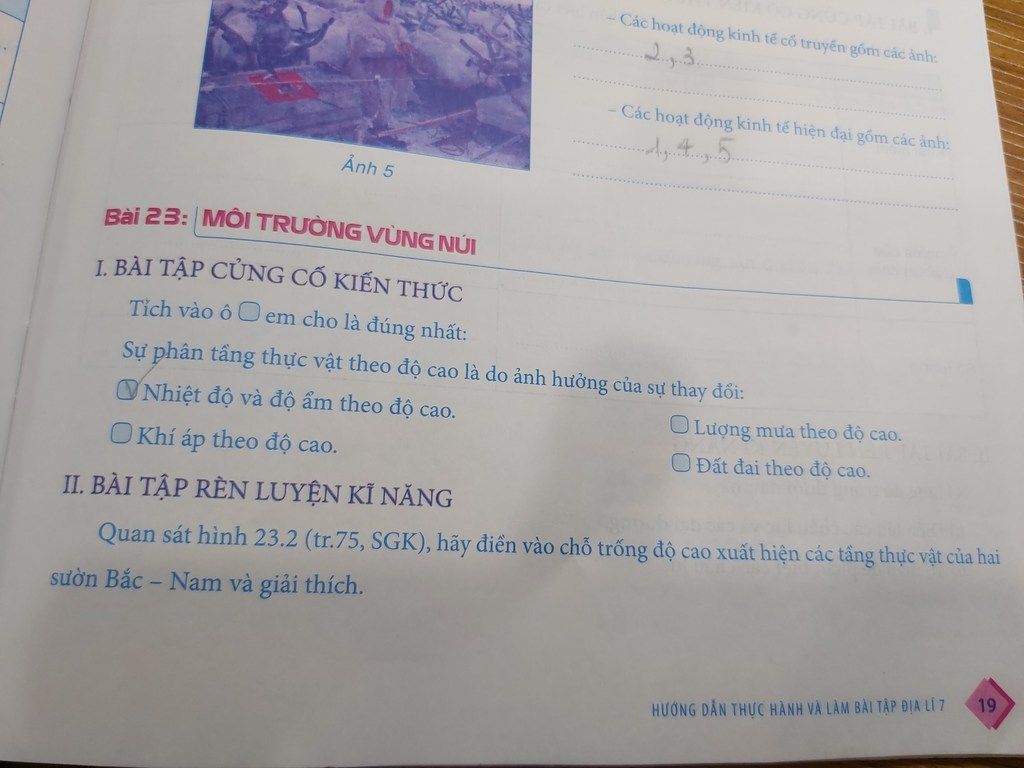 – Các hoạt động kinh tế cổ truyền gồm các ảnh:
2, 3
– Các hoạt động kinh tế hiện đại gồm các ảnh:
1, 4, 5
Ảnh 5
Bài 23: MÔI TRƯỜNG VÙNG NÚI
I. BÀI TẬP CỦNG CỐ KIẾN THỨC
Tích vào ô em cho là đúng nhất:
Sự phân tầng thực vật theo độ cao là do ảnh hưởng của sự thay đổi:
Nhiệt độ và độ ẩm theo độ cao.
Lượng mưa theo độ cao.
Khí áp theo độ cao.
Đất đai theo độ cao.
II. BÀI TẬP RÈN LUYỆN KĨ NĂNG
Quan sát hình 23.2 (tr.75, SGK), hãy điền vào chỗ trống độ cao xuất hiện các tầng thực vật của hai
sườn Bắc – Nam và giải thích.
HƯỚNG DẪN THỰC HÀNH VÀ LÀM BÀI TẬP ĐỊA LÍ 7 19